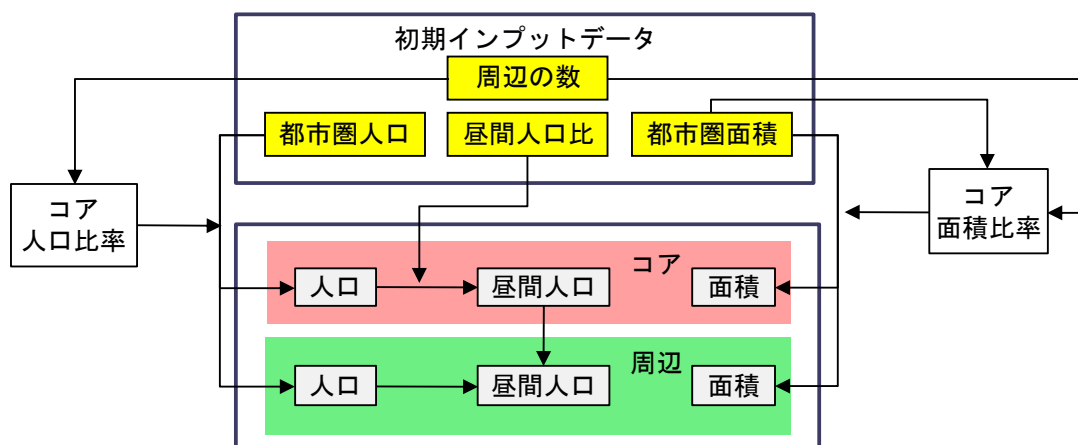 初期インプットデータ
周辺の数
都市圏人口
昼間人口比
都市圏面積
コア
人口比率
コア
面積比率
コア
人口
昼間人口
面積
周辺
人口
昼間人口
面積